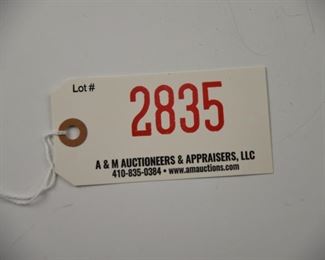 Lot #
2835
A & M AUCTIONEERS & APPRAISERS, LLC
410-835-0384 • www.amauctions.com